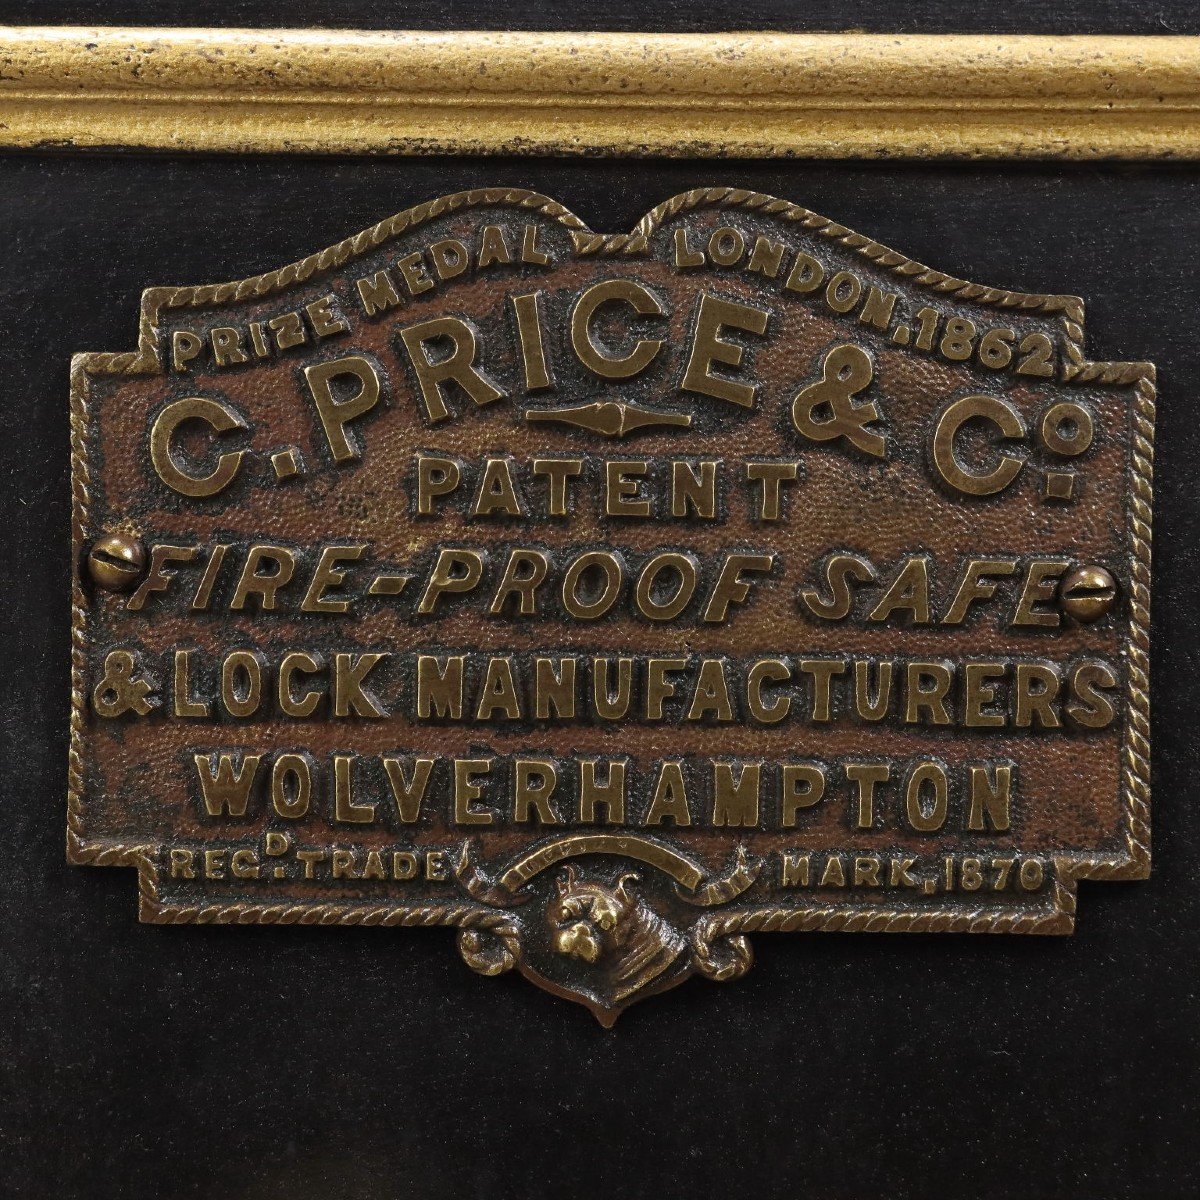 PRIZE MEDAL LONDON, 1862
C. PRICE & Cº.
PATENT
FIRE-PROOF SAFE
& LOCK MANUFACTURERS
WOLVERHAMPTON
REGᴰ. TRADE MARK, 1870